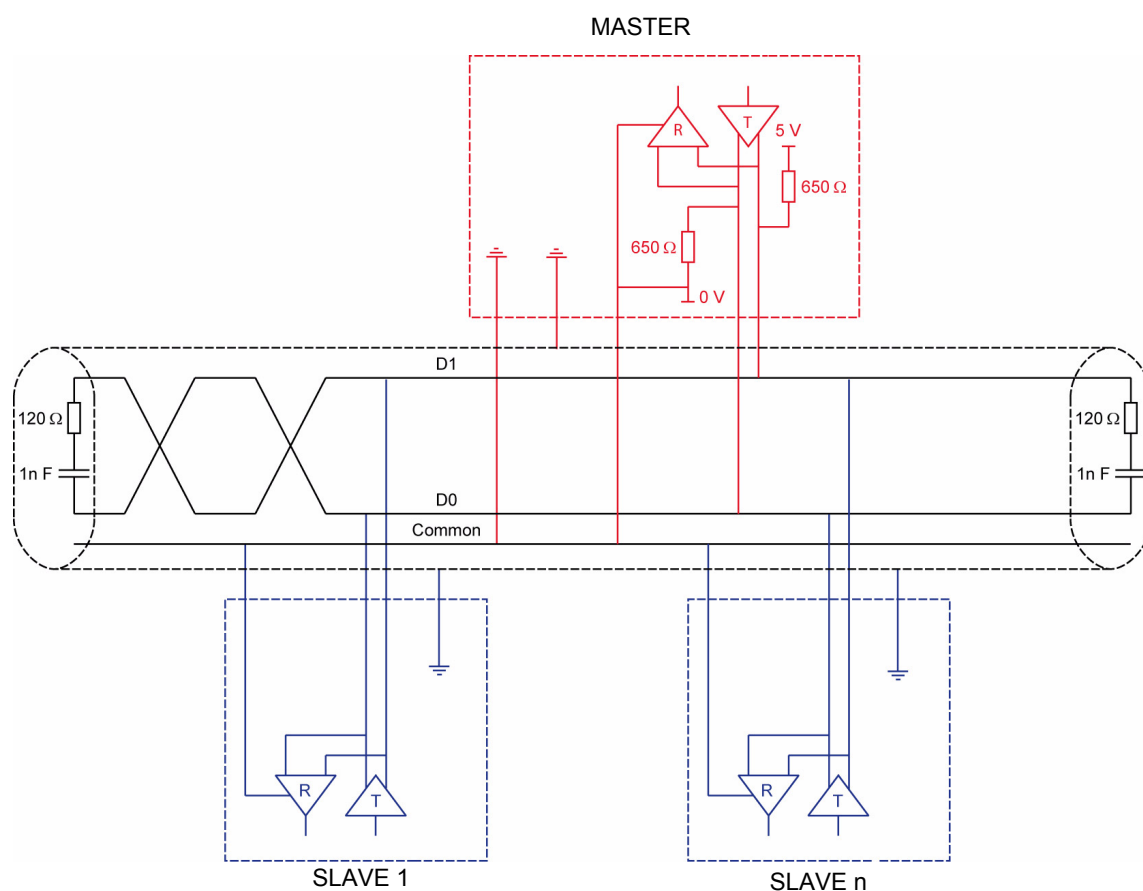 MASTER
R
T
5 V
650 Ω
650 Ω
0 V
D1
120 Ω
1n F
120 Ω
1n F
D0
Common
R
T
R
T
SLAVE 1
SLAVE n